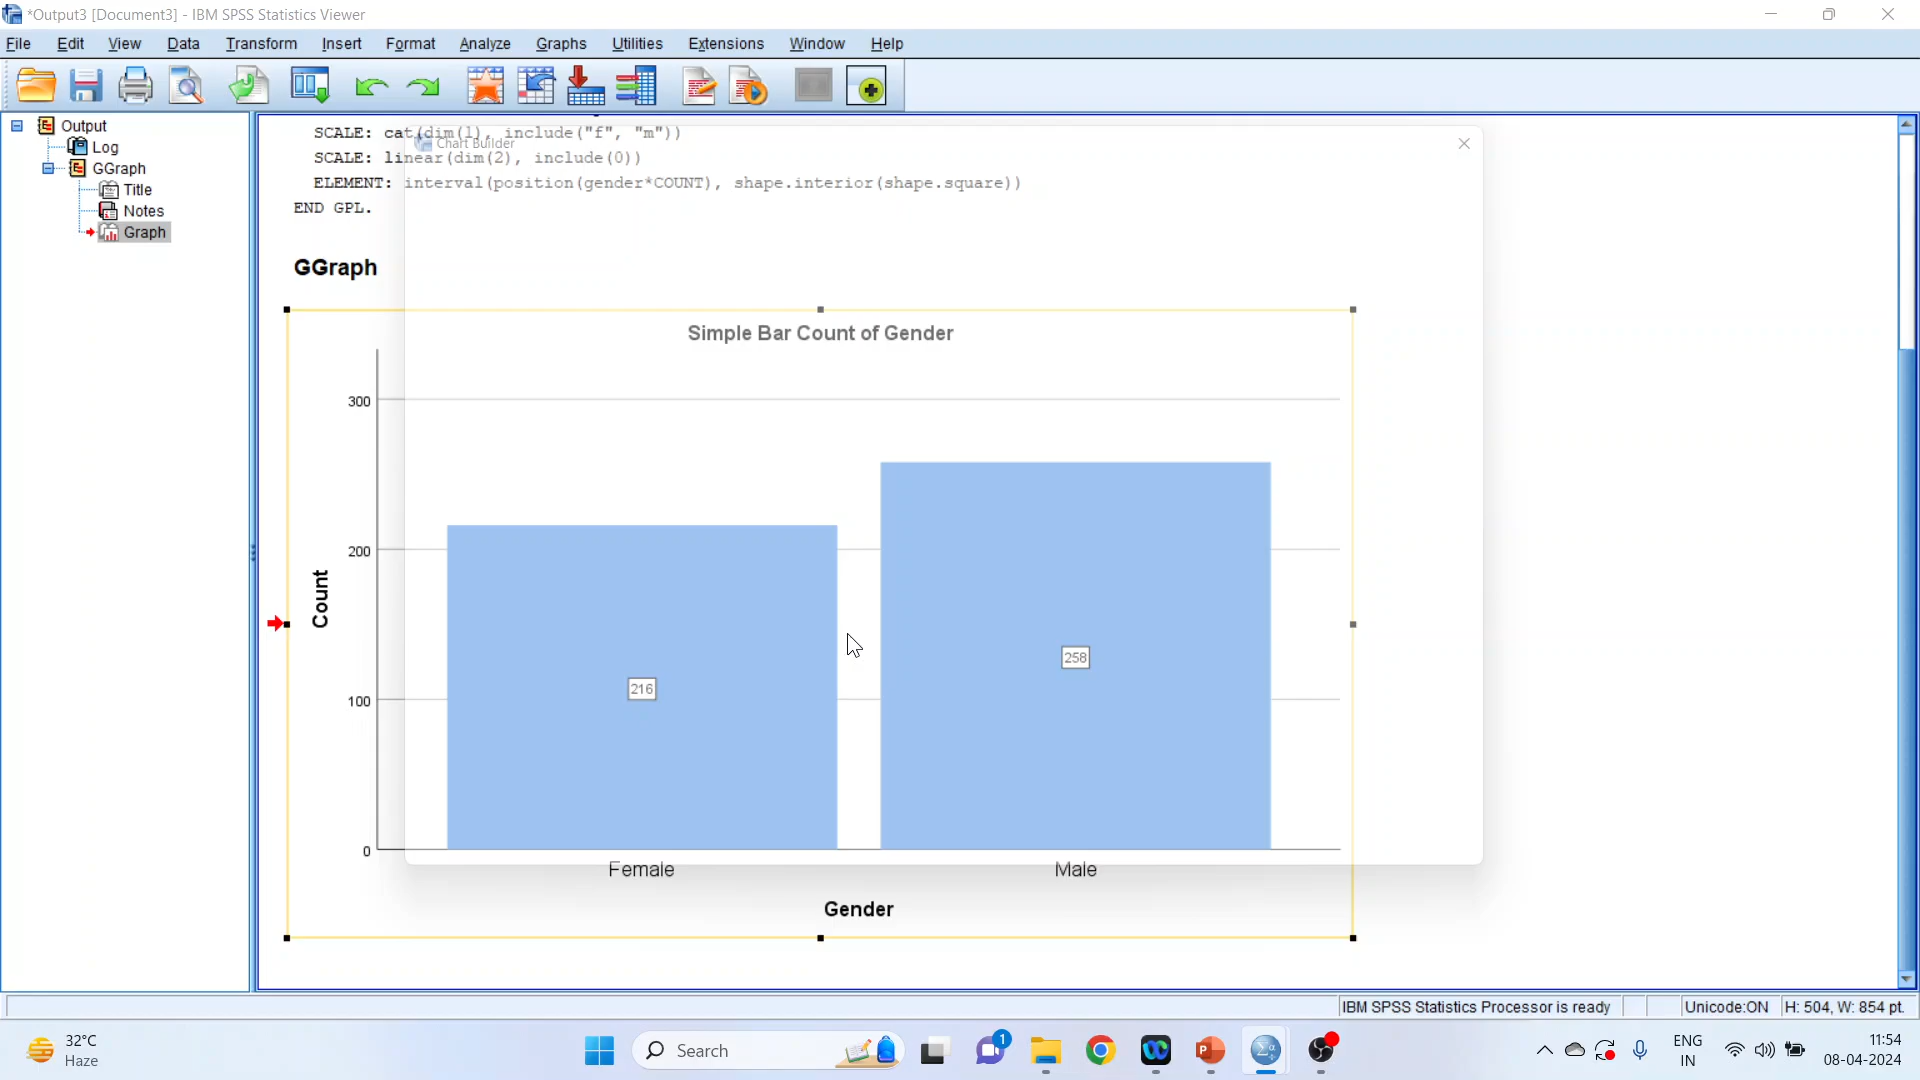 *Output3 [Document3] - IBM SPSS Statistics Viewer
File Edit View Data Transform Insert Format Analyze Graphs Utilities Extensions Window Help
Output
Log
GGraph
Title
Notes
Graph
SCALE: cat(dim(1), include("f", "m"))
Chart Builder
SCALE: linear(dim(2), include(0))
ELEMENT: interval(position(gender*COUNT), shape.interior(shape.square))
END GPL.
GGraph
Simple Bar Count of Gender
300
200
100
0
Count
216
258
Female
Male
Gender
IBM SPSS Statistics Processor is ready
Unicode:ON
H: 504, W: 854 pt.
32°C
Haze
Search
1
ENG
IN
11:54
08-04-2024